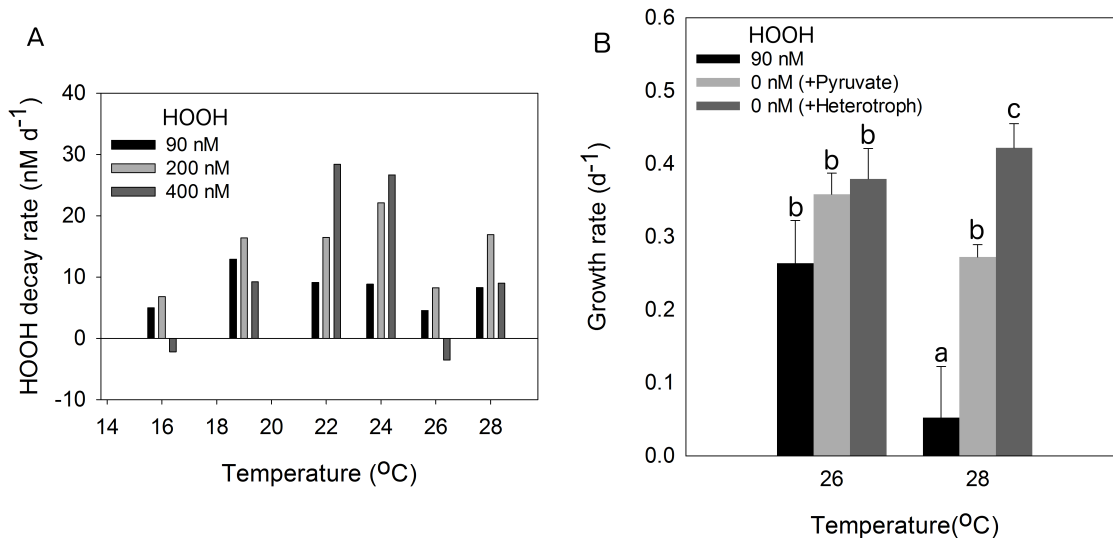 A
HOOH
90 nM
200 nM
400 nM
HOOH decay rate (nM d-1)
40
30
20
10
0
-10
14 16 18 20 22 24 26 28
Temperature (oC)
B
HOOH
90 nM
0 nM (+Pyruvate)
0 nM (+Heterotroph)
Growth rate (d-1)
0.6
0.5
0.4
0.3
0.2
0.1
0.0
b b b
a b c
26 28
Temperature(oC)